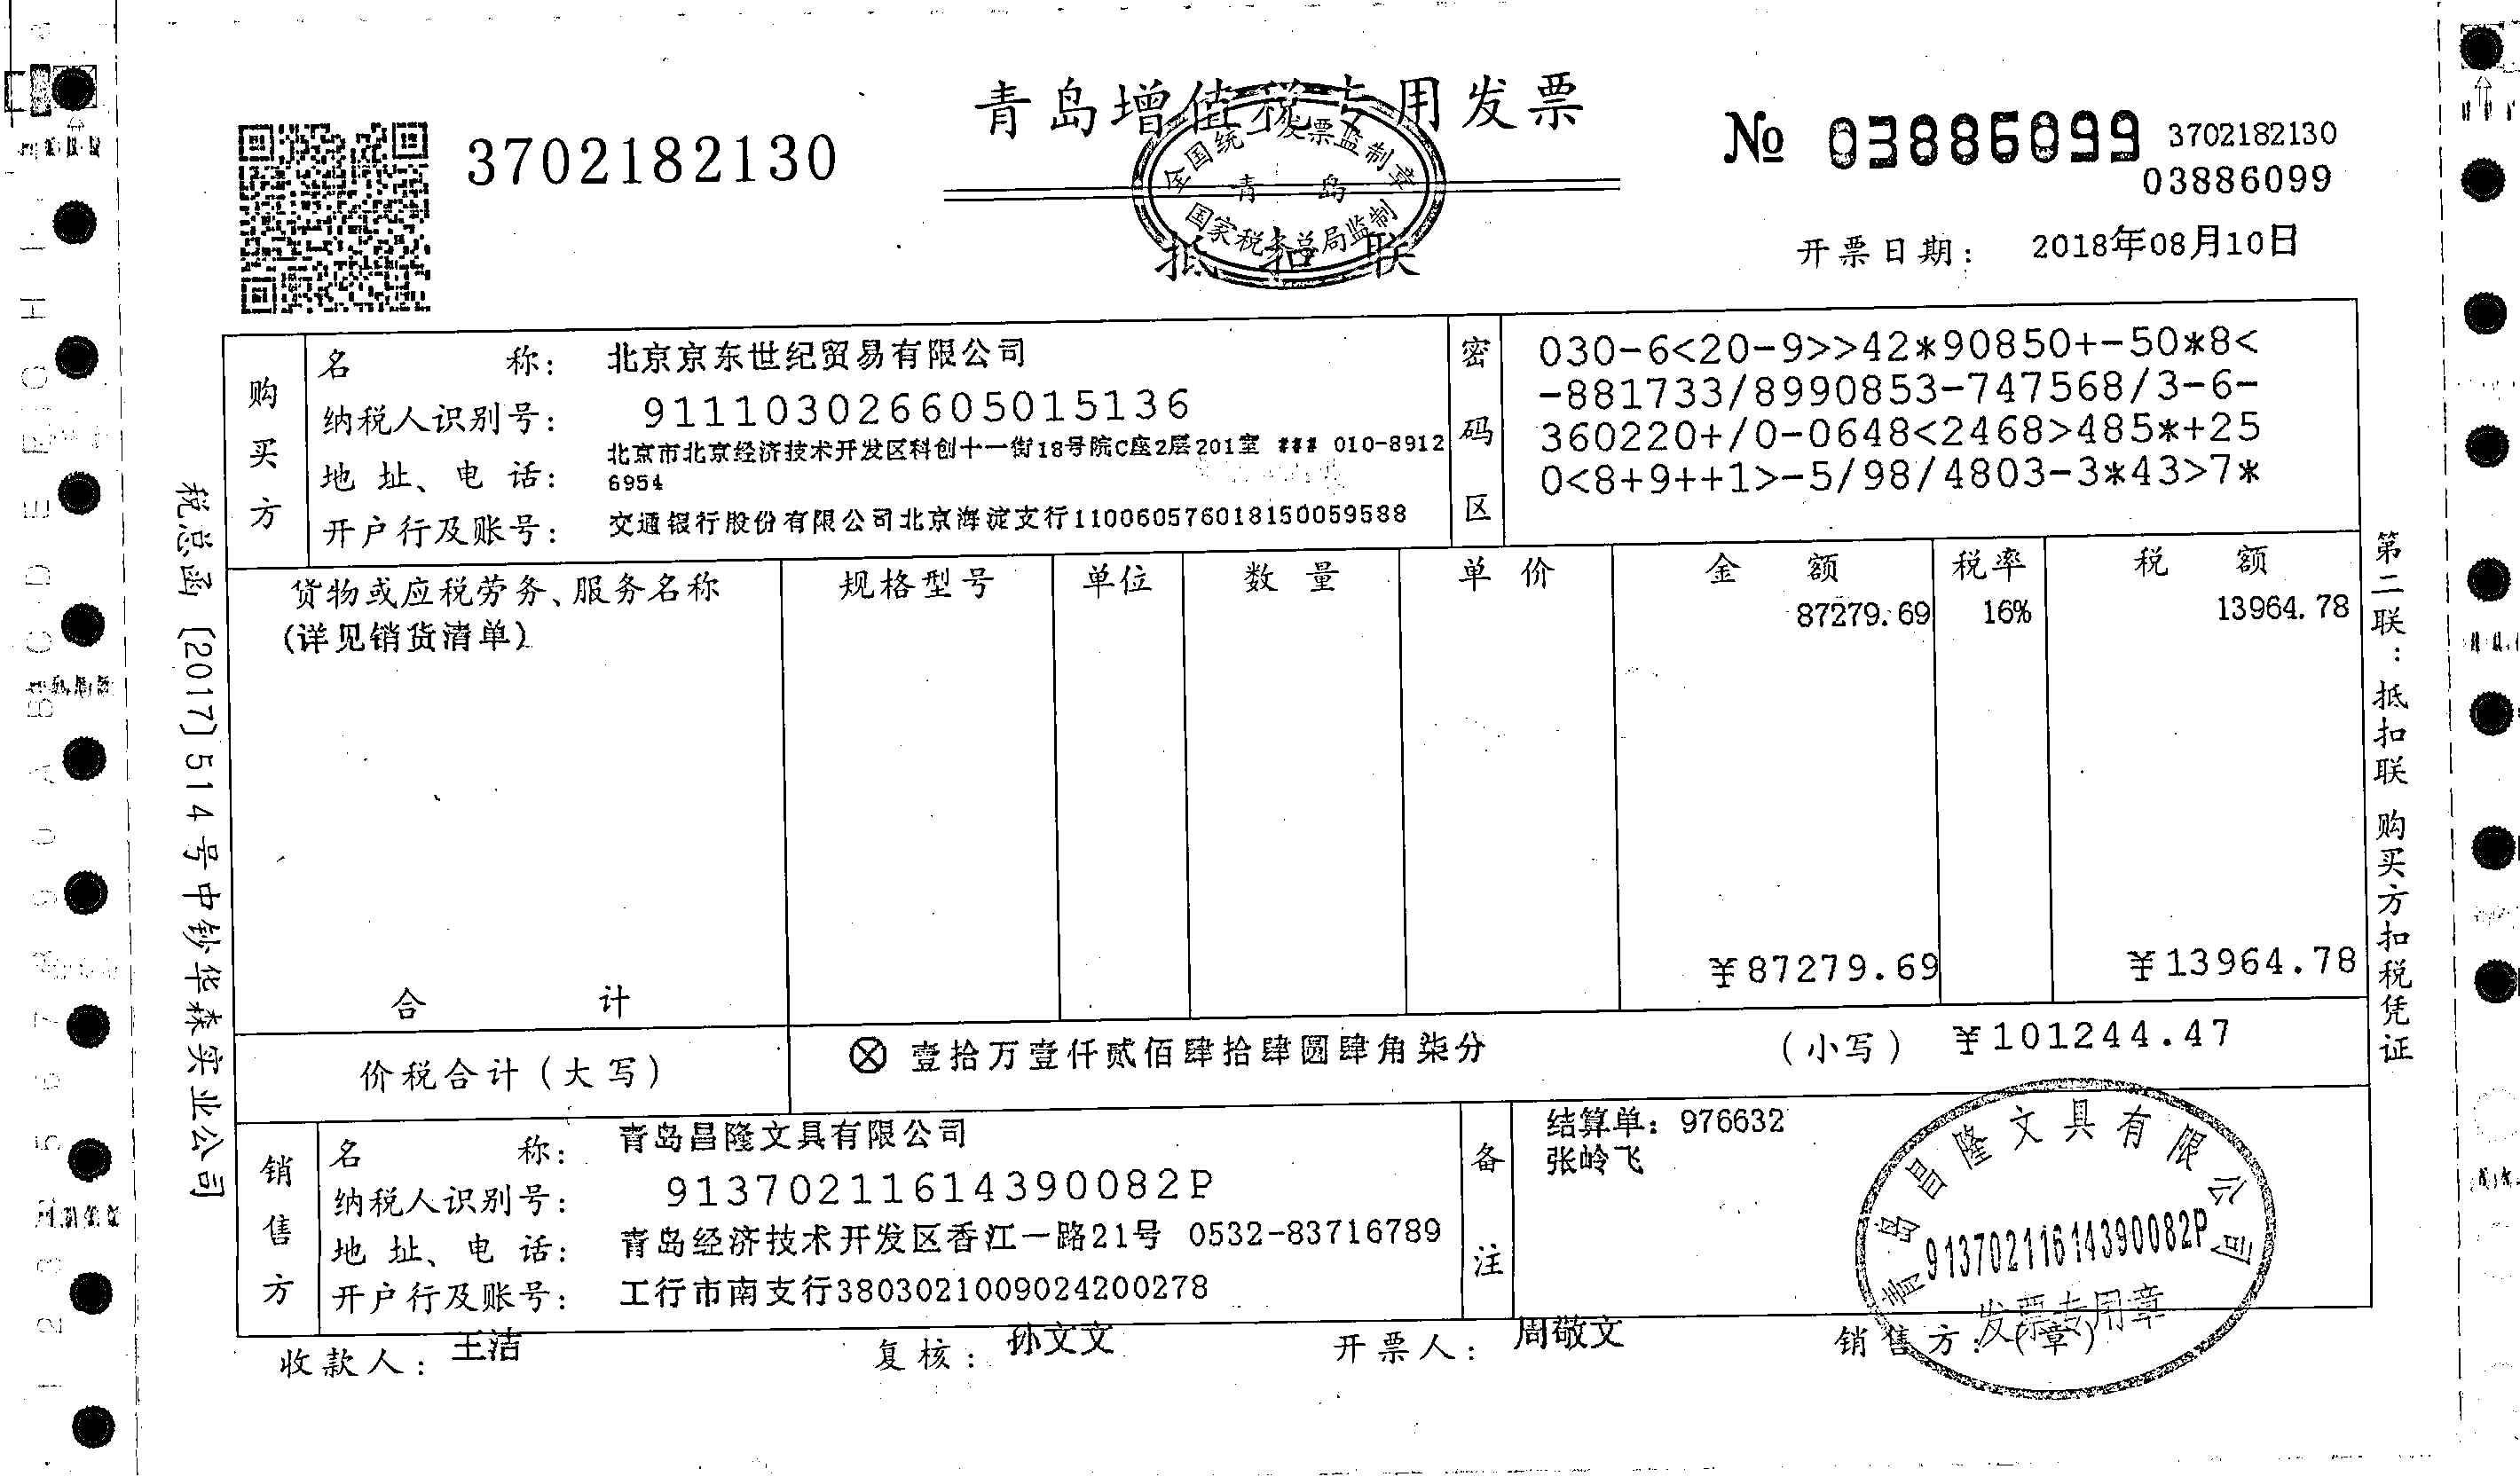 青岛增值税专用发票
全国统一发票监制章
青岛
国家税务总局监制
抵扣联
3702182130
№ 03886099
3702182130
03886099
开票日期: 2018年08月10日
购买方
名称: 北京京东世纪贸易有限公司
纳税人识别号: 911103026605015136
地址、电话: 北京市北京经济技术开发区科创十一街18号院C座2层201室 ### 010-8912
6954
开户行及账号: 交通银行股份有限公司北京海淀支行110060576018150059588
密码区
030-6<20-9>>42*90850+-50*8<
-881733/8990853-747568/3-6-
360220+/0-0648<2468>485*+25
0<8+9++1>-5/98/4803-3*43>7*
货物或应税劳务、服务名称 规格型号 单位 数量 单价 金额 税率 税额
(详见销货清单) 87279.69 16% 13964.78
合计 ¥87279.69 ¥13964.78
价税合计(大写) ⊗壹拾万壹仟贰佰肆拾肆圆肆角柒分 (小写) ¥101244.47
销售方
名称: 青岛昌隆文具有限公司
纳税人识别号: 91370211614390082P
地址、电话: 青岛经济技术开发区香江一路21号 0532-83716789
开户行及账号: 工行市南支行3803021009024200278
备注
结算单: 976632
张岭飞
青岛昌隆文具有限公司
91370211614390082P
发票专用章
收款人: 王洁 复核: 孙文文 开票人: 周敬文 销售方:(章)
税总函[2017]514号中钞华森实业公司
第二联:抵扣联 购买方扣税凭证